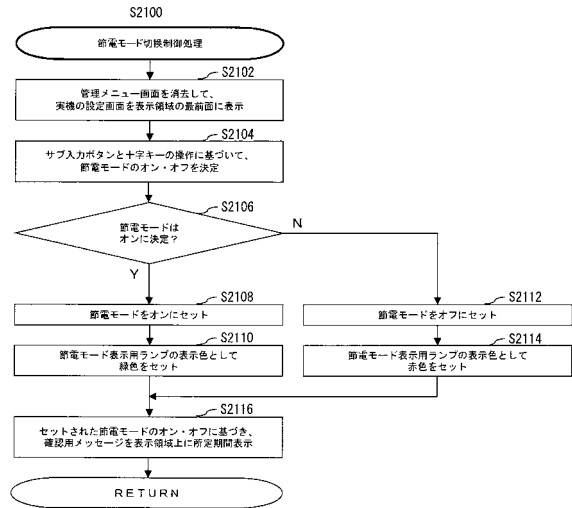 S2100
節電モード切換制御処理
S2102
管理メニュー画面を消去して、
実機の設定画面を表示領域の最前面に表示
S2104
サブ入力ボタンと十字キーの操作に基づいて、
節電モードのオン・オフを決定
S2106
節電モードは
オンに決定？
N
Y
S2108
節電モードをオンにセット
S2112
節電モードをオフにセット
S2110
節電モード表示用ランプの表示色として
緑色をセット
S2114
節電モード表示用ランプの表示色として
赤色をセット
S2116
セットされた節電モードのオン・オフに基づき、
確認用メッセージを表示領域上に所定期間表示
RETURN